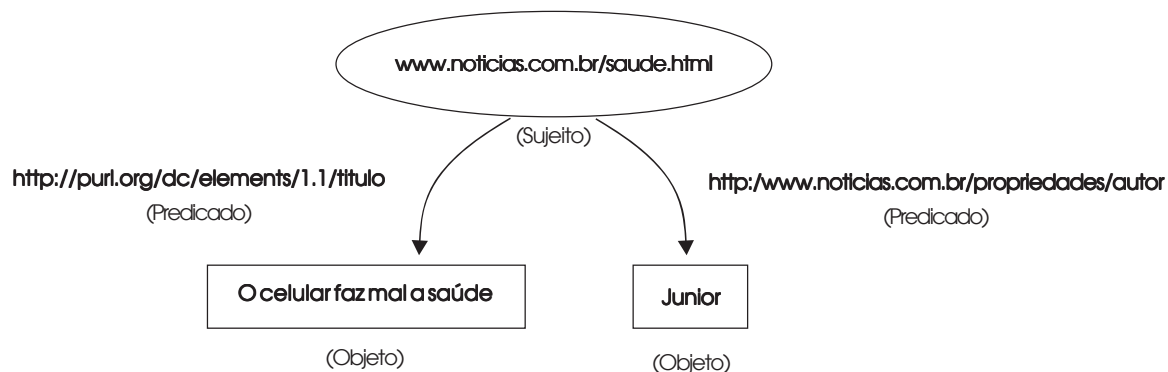 www.noticias.com.br/saude.html
(Sujeito)
http://purl.org/dc/elements/1.1/titulo
(Predicado)
http:/www.noticias.com.br/propriedades/autor
(Predicado)
O celular faz mal a saúde
Junior
(Objeto)
(Objeto)